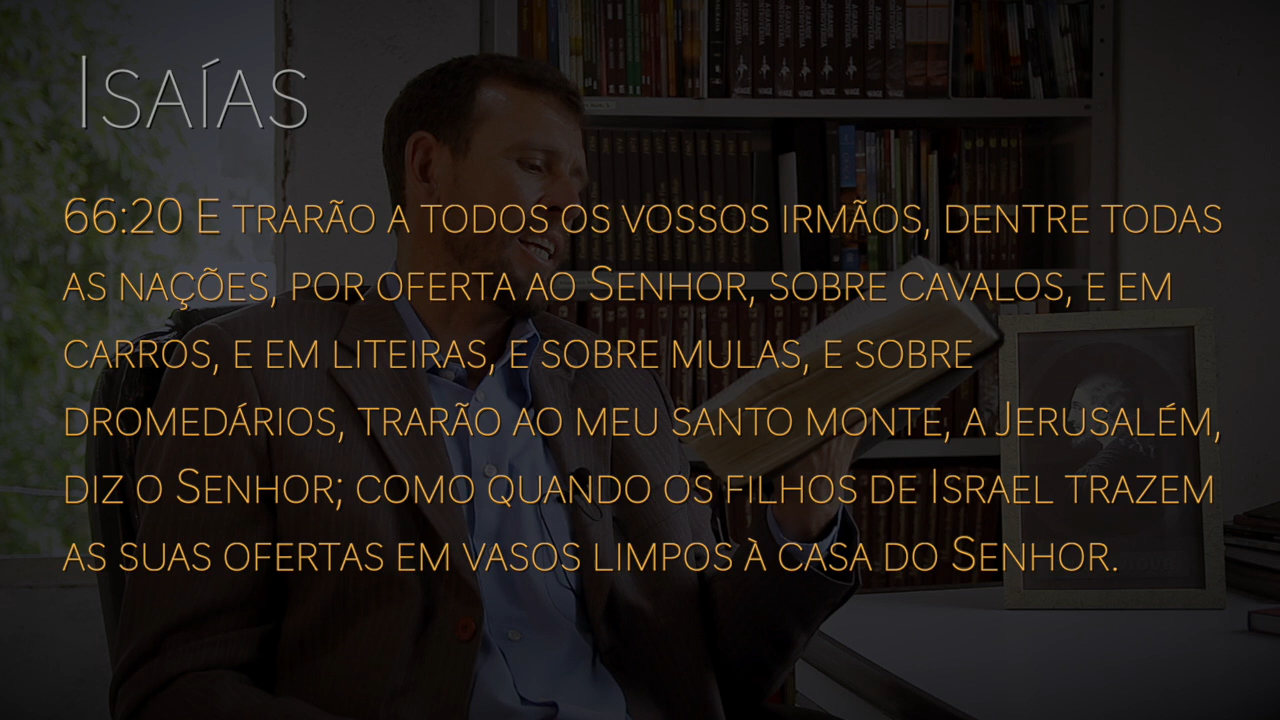 Isaías
66:20 E trarão a todos os vossos irmãos, dentre todas
as nações, por oferta ao Senhor, sobre cavalos, e em
carros, e em liteiras, e sobre mulas, e sobre
dromedários, trarão ao meu santo monte, a Jerusalém,
diz o Senhor; como quando os filhos de Israel trazem
as suas ofertas em vasos limpos à casa do Senhor.